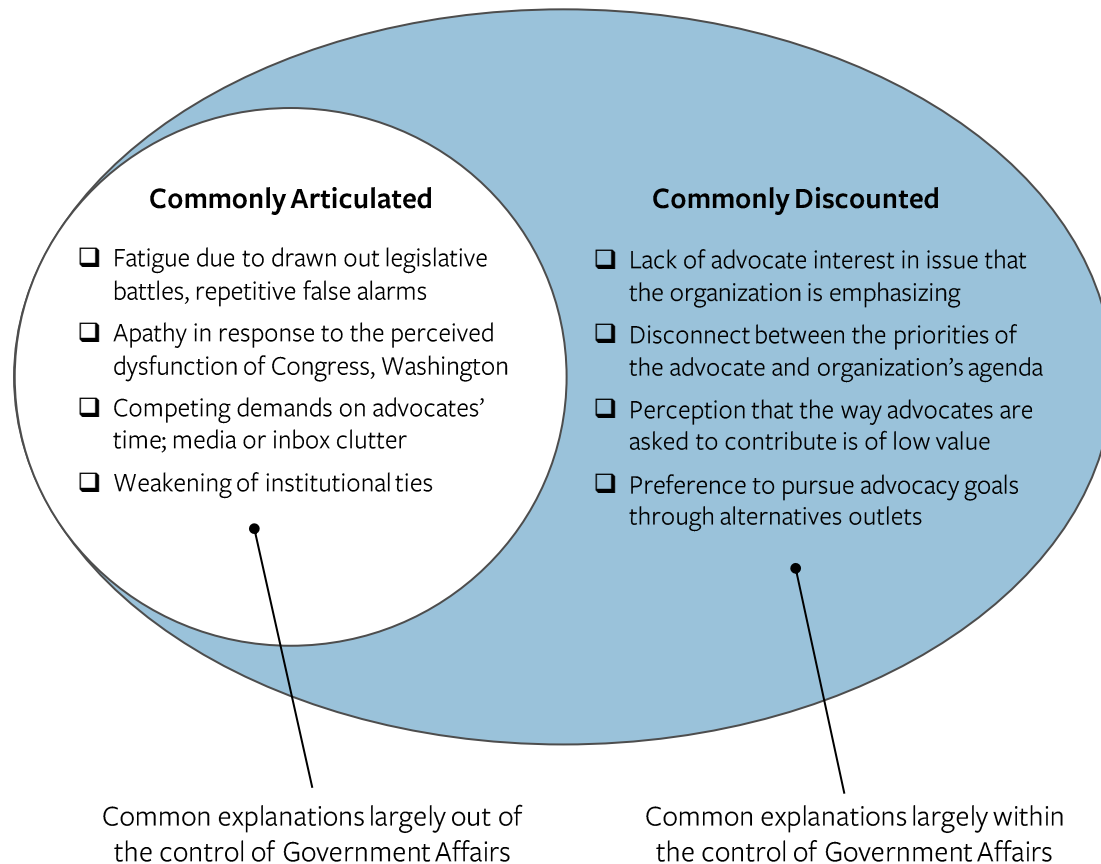 Commonly Articulated
❑ Fatigue due to drawn out legislative
battles, repetitive false alarms
❑ Apathy in response to the perceived
dysfunction of Congress, Washington
❑ Competing demands on advocates’
time; media or inbox clutter
❑ Weakening of institutional ties
Commonly Discounted
❑ Lack of advocate interest in issue that
the organization is emphasizing
❑ Disconnect between the priorities of
the advocate and organization’s agenda
❑ Perception that the way advocates are
asked to contribute is of low value
❑ Preference to pursue advocacy goals
through alternatives outlets
Common explanations largely out of
the control of Government Affairs
Common explanations largely within
the control of Government Affairs